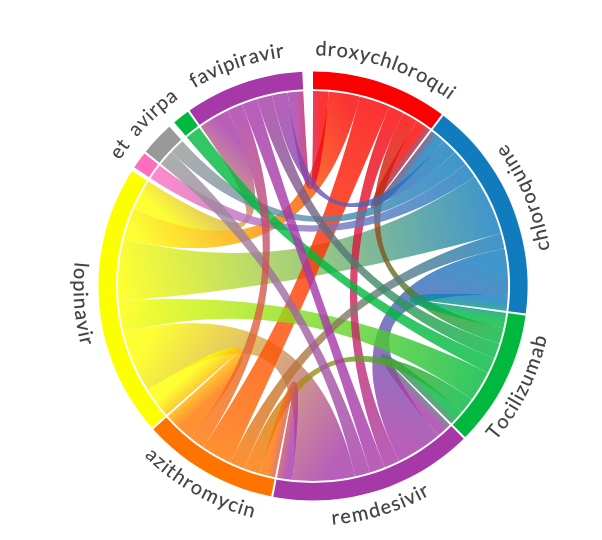 droxychloroqui
chloroquine
Tocilizumab
remdesivir
azithromycin
lopinavir
et avirpa
favipiravir